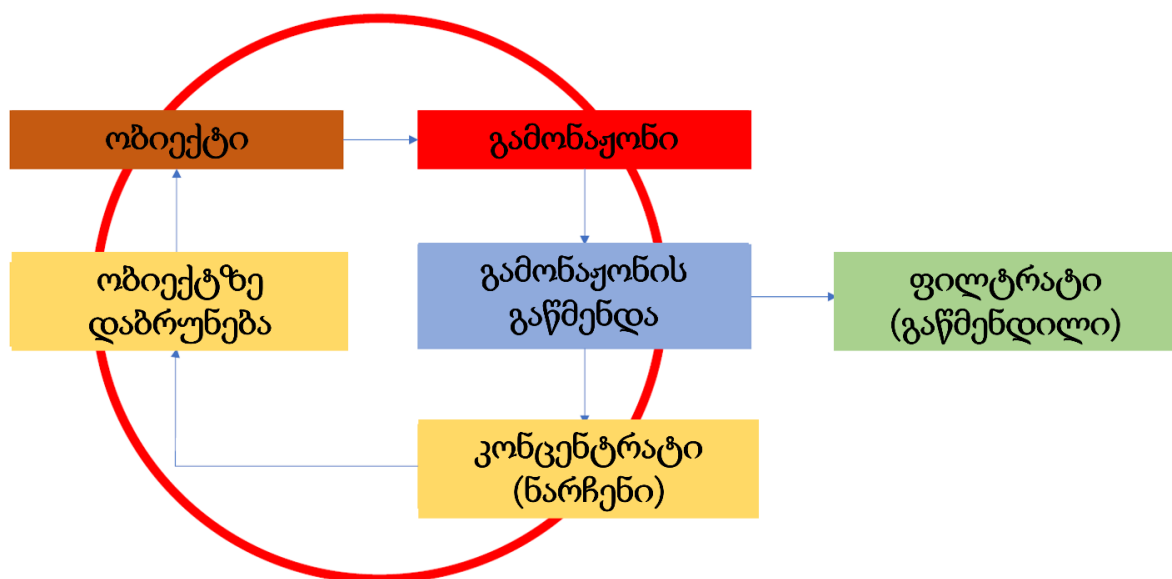 ობიექტი
გამონაჟონი
ობიექტზე
დაბრუნება
გამონაჟონის
გაწმენდა
ფილტრატი
(გაწმენდილი)
კონცენტრატი
(ნარჩენი)